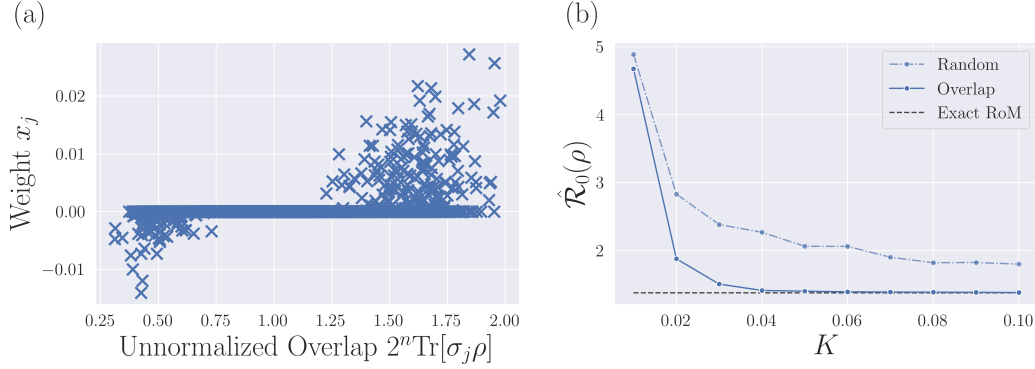 (a)
(b)
Weight x_j
0.02
0.01
0.00
−0.01
0.25
0.50
0.75
1.00
1.25
1.50
1.75
2.00
Unnormalized Overlap 2^nTr[σ_jρ]
R̂_0(ρ)
5
4
3
2
Random
Overlap
Exact RoM
0.02
0.04
0.06
0.08
0.10
K